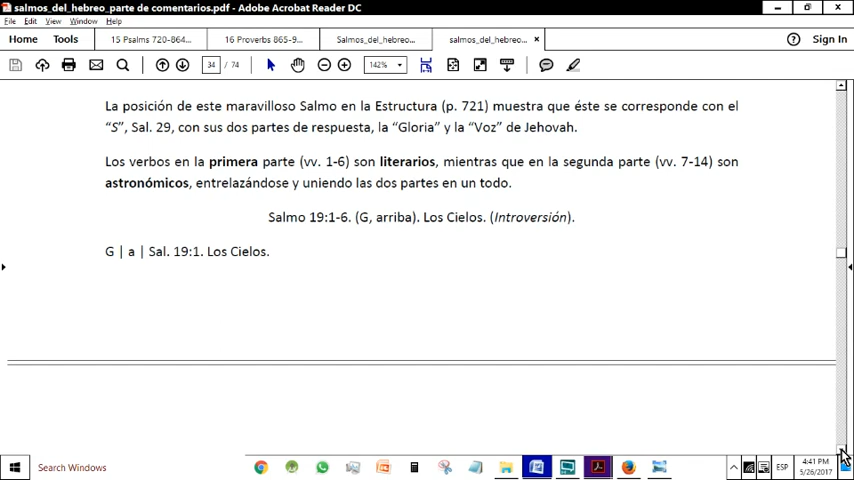 salmos_del_hebreo_parte de comentarios.pdf - Adobe Acrobat Reader DC
File Edit View Window Help
Home Tools 15 Psalms 720-864... 16 Proverbs 865-9... Salmos_del_hebreo... salmos_del_hebreo... × ? Sign In
34 / 74 142%
La posición de este maravilloso Salmo en la Estructura (p. 721) muestra que éste se corresponde con el
“S”, Sal. 29, con sus dos partes de respuesta, la “Gloria” y la “Voz” de Jehovah.
Los verbos en la primera parte (vv. 1-6) son literarios, mientras que en la segunda parte (vv. 7-14) son
astronómicos, entrelazándose y uniendo las dos partes en un todo.
Salmo 19:1-6. (G, arriba). Los Cielos. (Introversión).
G | a | Sal. 19:1. Los Cielos.
Search Windows
ESP
4:41 PM
5/26/2017